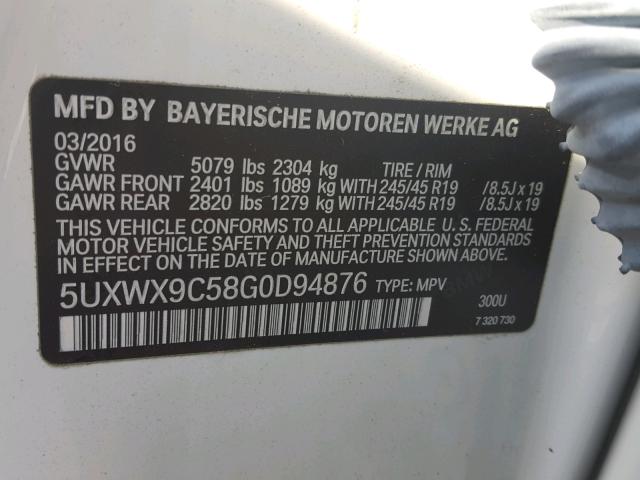 MFD BY BAYERISCHE MOTOREN WERKE AG
03/2016
GVWR 5079 lbs 2304 kg TIRE / RIM
GAWR FRONT 2401 lbs 1089 kg WITH 245/45 R19 /8.5J x 19
GAWR REAR 2820 lbs 1279 kg WITH 245/45 R19 /8.5J x 19
THIS VEHICLE CONFORMS TO ALL APPLICABLE U. S. FEDERAL
MOTOR VEHICLE SAFETY AND THEFT PREVENTION STANDARDS
IN EFFECT ON THE DATE OF MANUFACTURE SHOWN ABOVE.
5UXWX9C58G0D94876 TYPE: MPV
BMW
300U
7 320 730